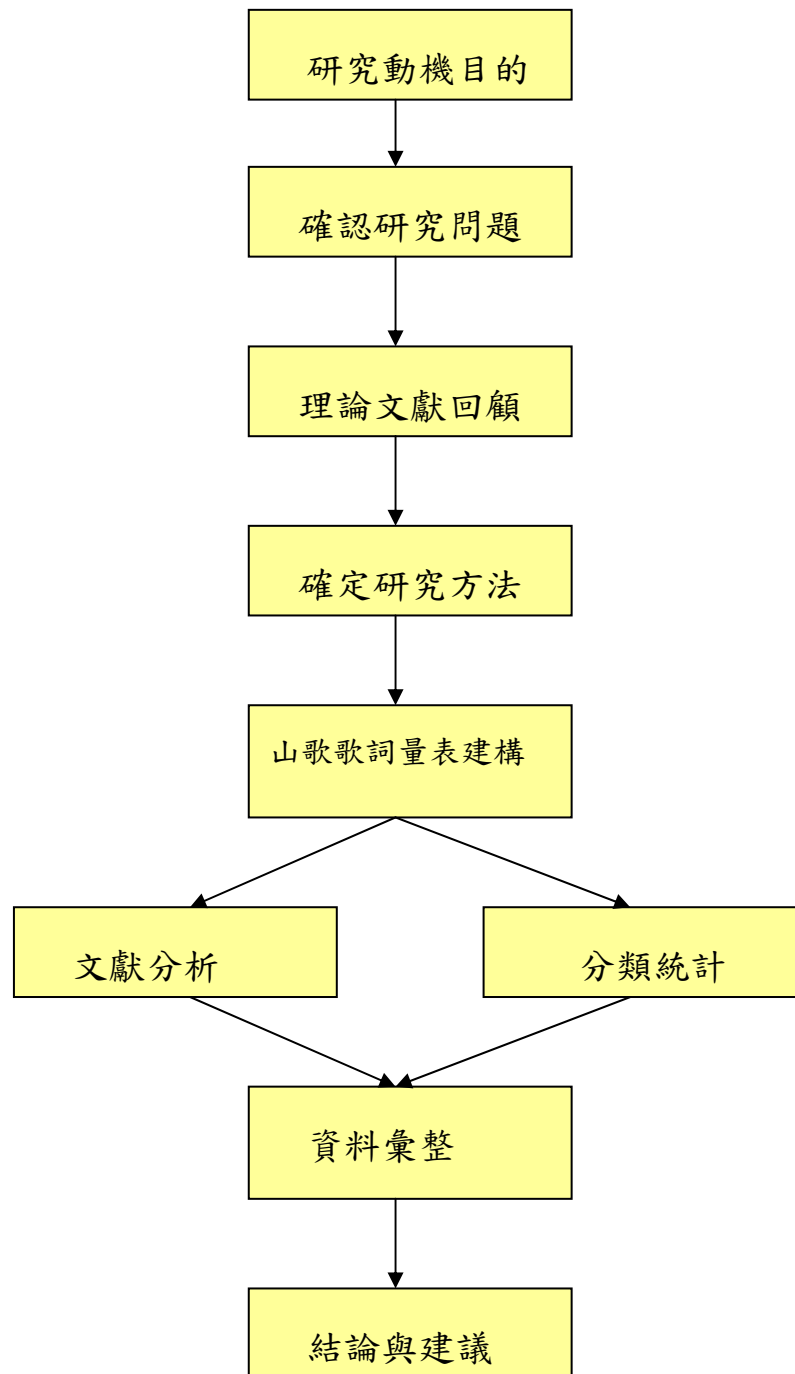 研究動機目的
確認研究問題
理論文獻回顧
確定研究方法
山歌歌詞量表建構
文獻分析
分類統計
資料彙整
結論與建議